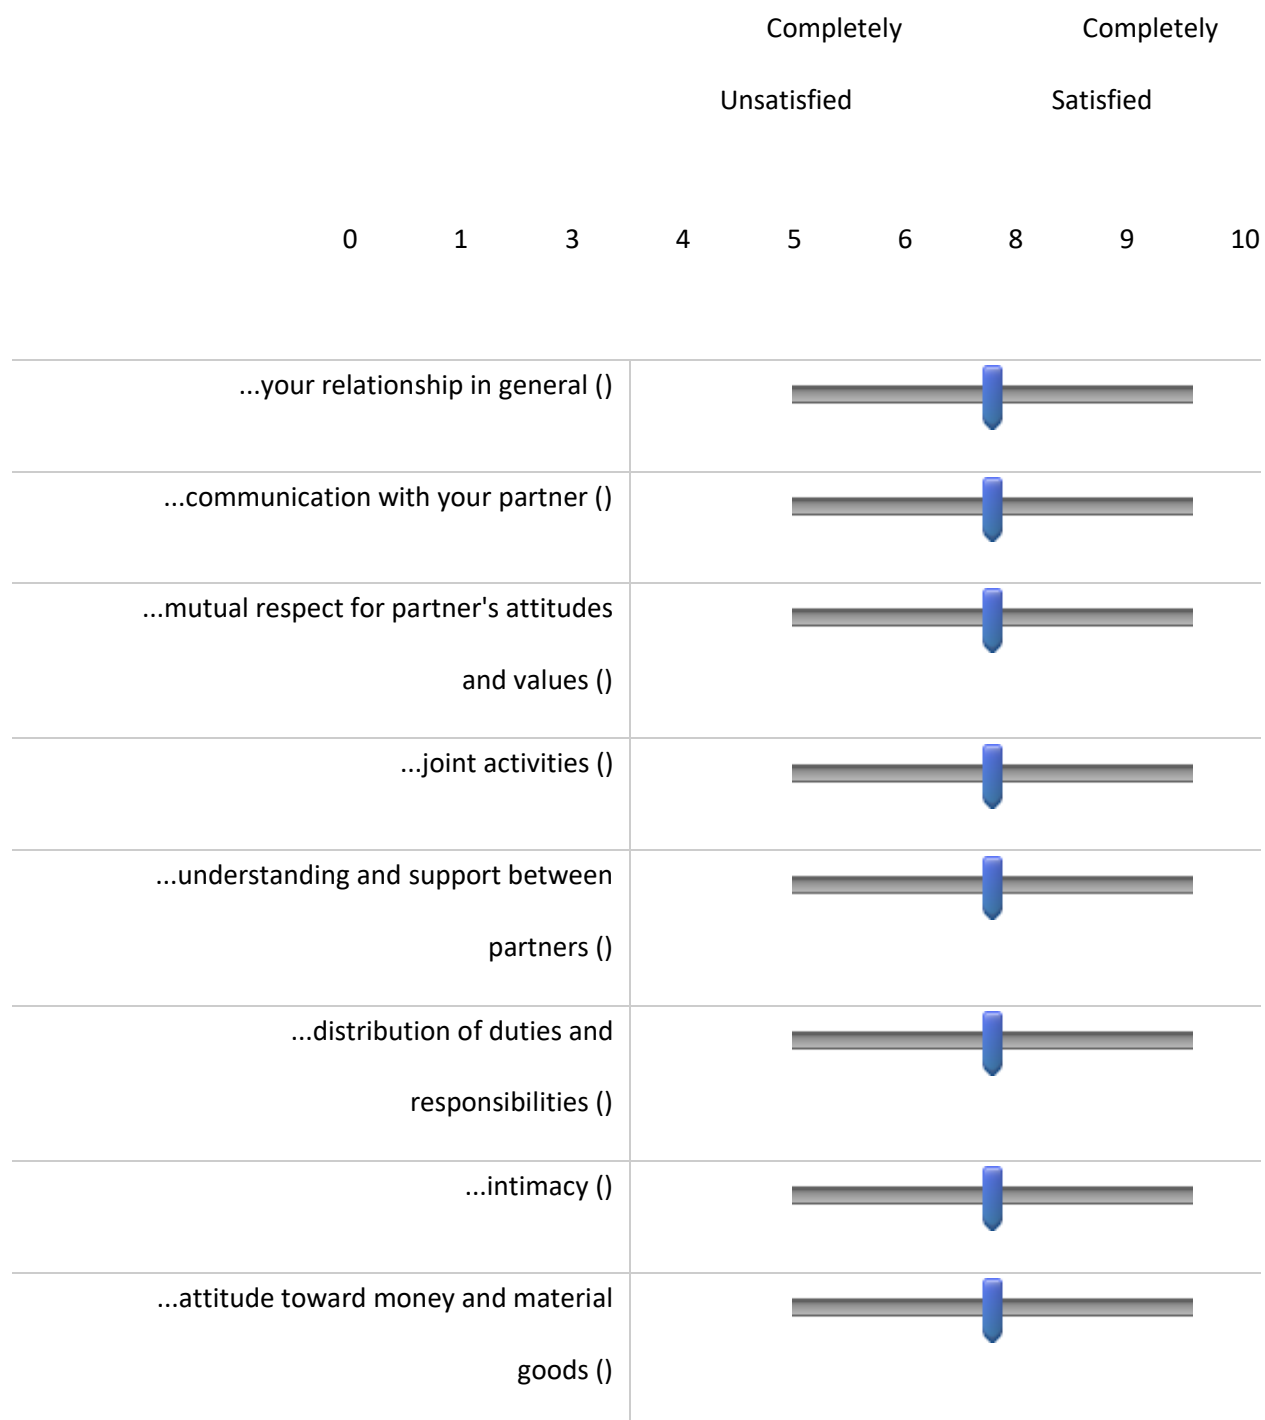 Completely Completely
Unsatisfied Satisfied
0 1 3 4 5 6 8 9 10
...your relationship in general ()
...communication with your partner ()
...mutual respect for partner's attitudes
and values ()
...joint activities ()
...understanding and support between
partners ()
...distribution of duties and
responsibilities ()
...intimacy ()
...attitude toward money and material
goods ()